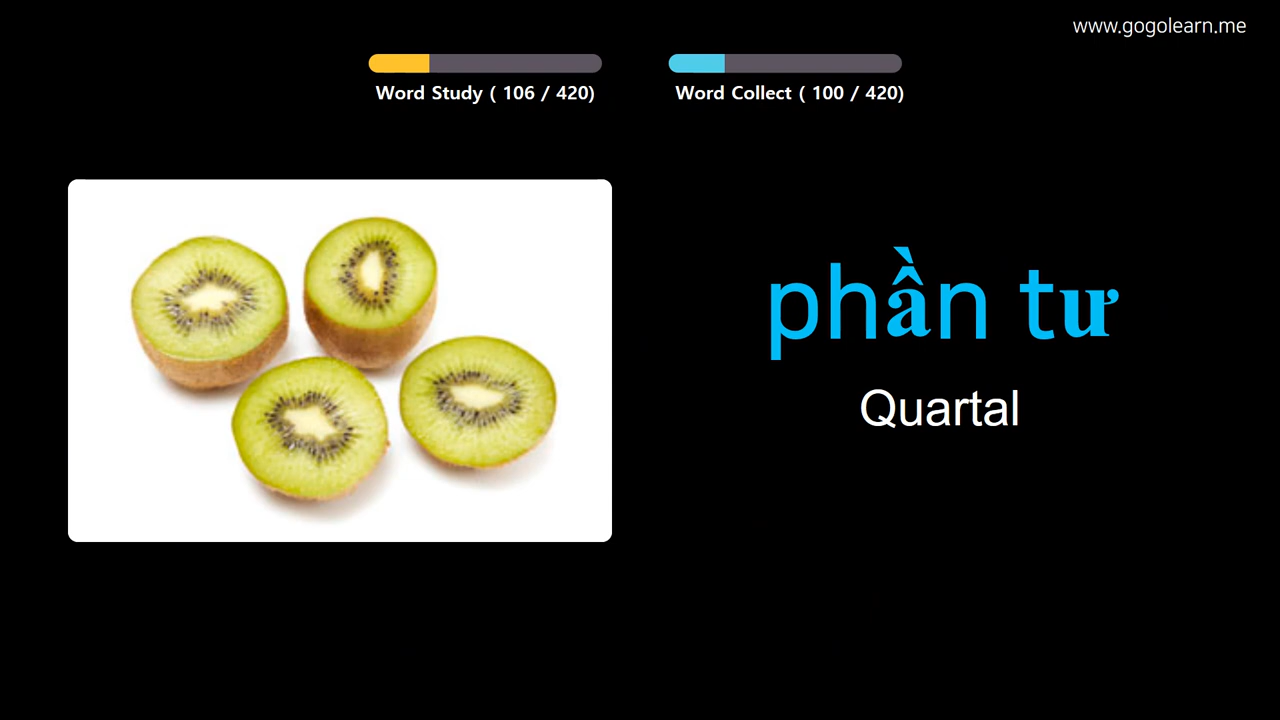 www.gogolearn.me
Word Study ( 106 / 420)
Word Collect ( 100 / 420)
phần tư
Quartal